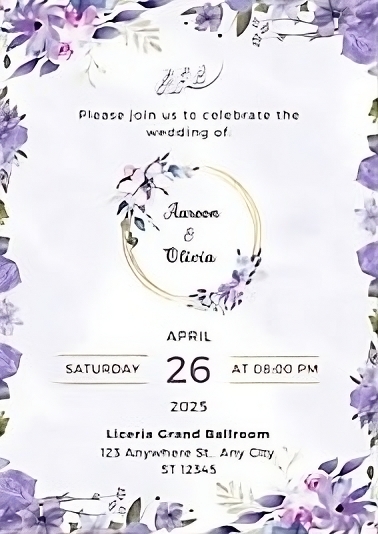 Please join us to celebrate the
wedding of
Aaroon
&
Olivia
APRIL
SATURDAY 26 AT 08:00 PM
2025
Liceria Grand Ballroom
123 Anywhere St., Any City,
ST 12345